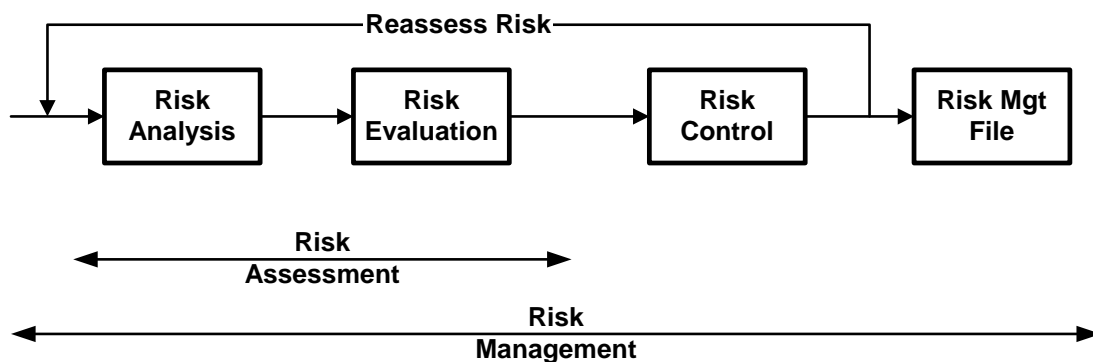 Reassess Risk
Risk
Analysis
Risk
Evaluation
Risk
Control
Risk Mgt
File
Risk
Assessment
Risk
Management